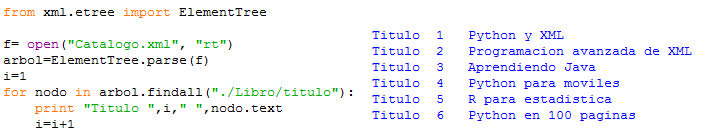 from xml.etree import ElementTree
f= open("Catalogo.xml", "rt")
arbol=ElementTree.parse(f)
i=1
for nodo in arbol.findall("./Libro/titulo"):
    print "Titulo ",i," ",nodo.text
    i=i+1
Titulo  1   Python y XML
Titulo  2   Programacion avanzada de XML
Titulo  3   Aprendiendo Java
Titulo  4   Python para moviles
Titulo  5   R para estadistica
Titulo  6   Python en 100 paginas